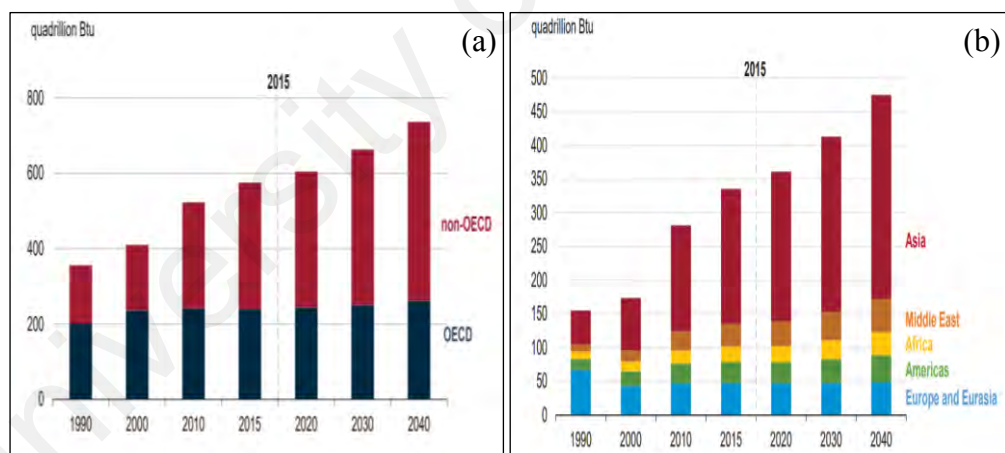 quadrillion Btu
(a)
2015
800
600
400
200
0
non-OECD
OECD
1990 2000 2010 2015 2020 2030 2040
quadrillion Btu
(b)
2015
500
450
400
350
300
250
200
150
100
50
0
Asia
Middle East
Africa
Americas
Europe and Eurasia
1990 2000 2010 2015 2020 2030 2040